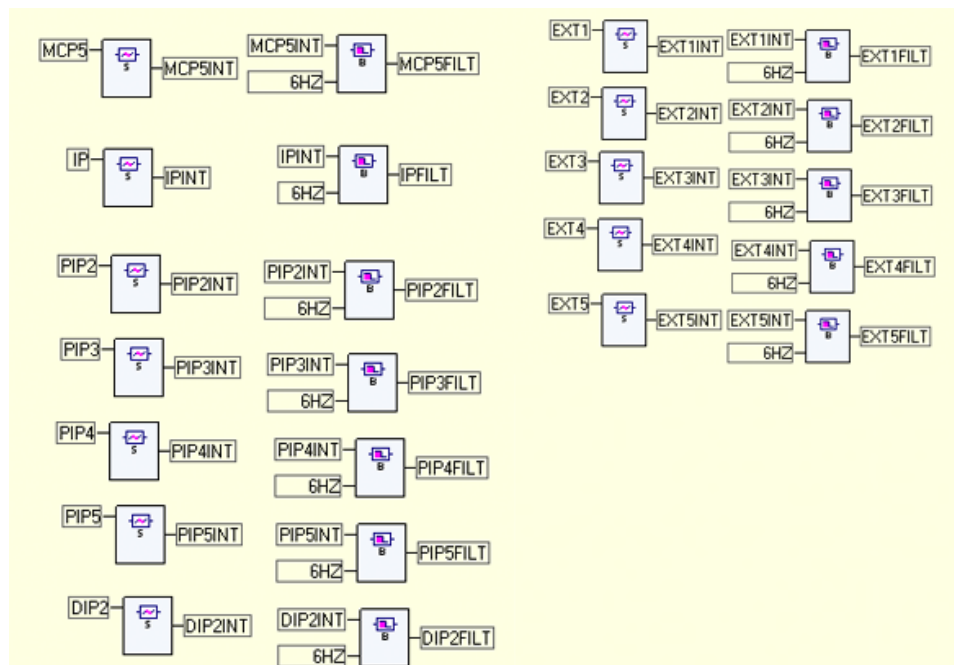 MCP5
S
MCP5INT
MCP5INT
6HZ
B
MCP5FILT
IP
S
IPINT
IPINT
6HZ
B
IPFILT
PIP2
S
PIP2INT
PIP2INT
6HZ
B
PIP2FILT
PIP3
S
PIP3INT
PIP3INT
6HZ
B
PIP3FILT
PIP4
S
PIP4INT
PIP4INT
6HZ
B
PIP4FILT
PIP5
S
PIP5INT
PIP5INT
6HZ
B
PIP5FILT
DIP2
S
DIP2INT
DIP2INT
6HZ
B
DIP2FILT
EXT1
S
EXT1INT
EXT1INT
6HZ
B
EXT1FILT
EXT2
S
EXT2INT
EXT2INT
6HZ
B
EXT2FILT
EXT3
S
EXT3INT
EXT3INT
6HZ
B
EXT3FILT
EXT4
S
EXT4INT
EXT4INT
6HZ
B
EXT4FILT
EXT5
S
EXT5INT
EXT5INT
6HZ
B
EXT5FILT